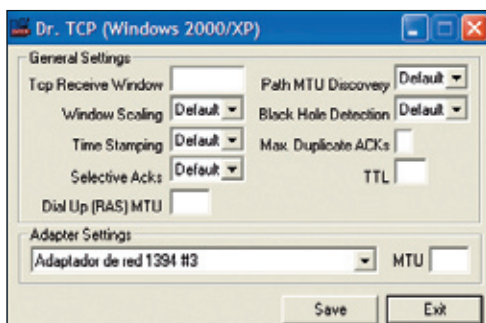 Dr. TCP (Windows 2000/XP)
General Settings
Tcp Receive Window
Path MTU Discovery Default
Window Scaling Default
Black Hole Detection Default
Time Stamping Default
Max. Duplicate ACKs
Selective Acks Default
TTL
Dial Up (RAS) MTU
Adapter Settings
Adaptador de red 1394 #3
MTU
Save
Exit